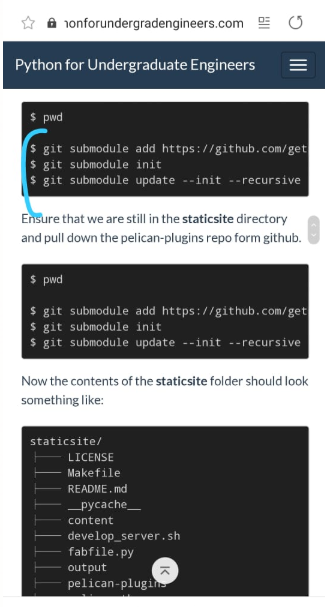 nonforundergradengineers.com
Python for Undergraduate Engineers
$ pwd
$ git submodule add https://github.com/get
$ git submodule init
$ git submodule update --init --recursive
Ensure that we are still in the staticsite directory
and pull down the pelican-plugins repo form github.
$ pwd
$ git submodule add https://github.com/get
$ git submodule init
$ git submodule update --init --recursive
Now the contents of the staticsite folder should look
something like:
staticsite/
├── LICENSE
├── Makefile
├── README.md
├── __pycache__
├── content
├── develop_server.sh
├── fabfile.py
├── output
├── pelican-plugins